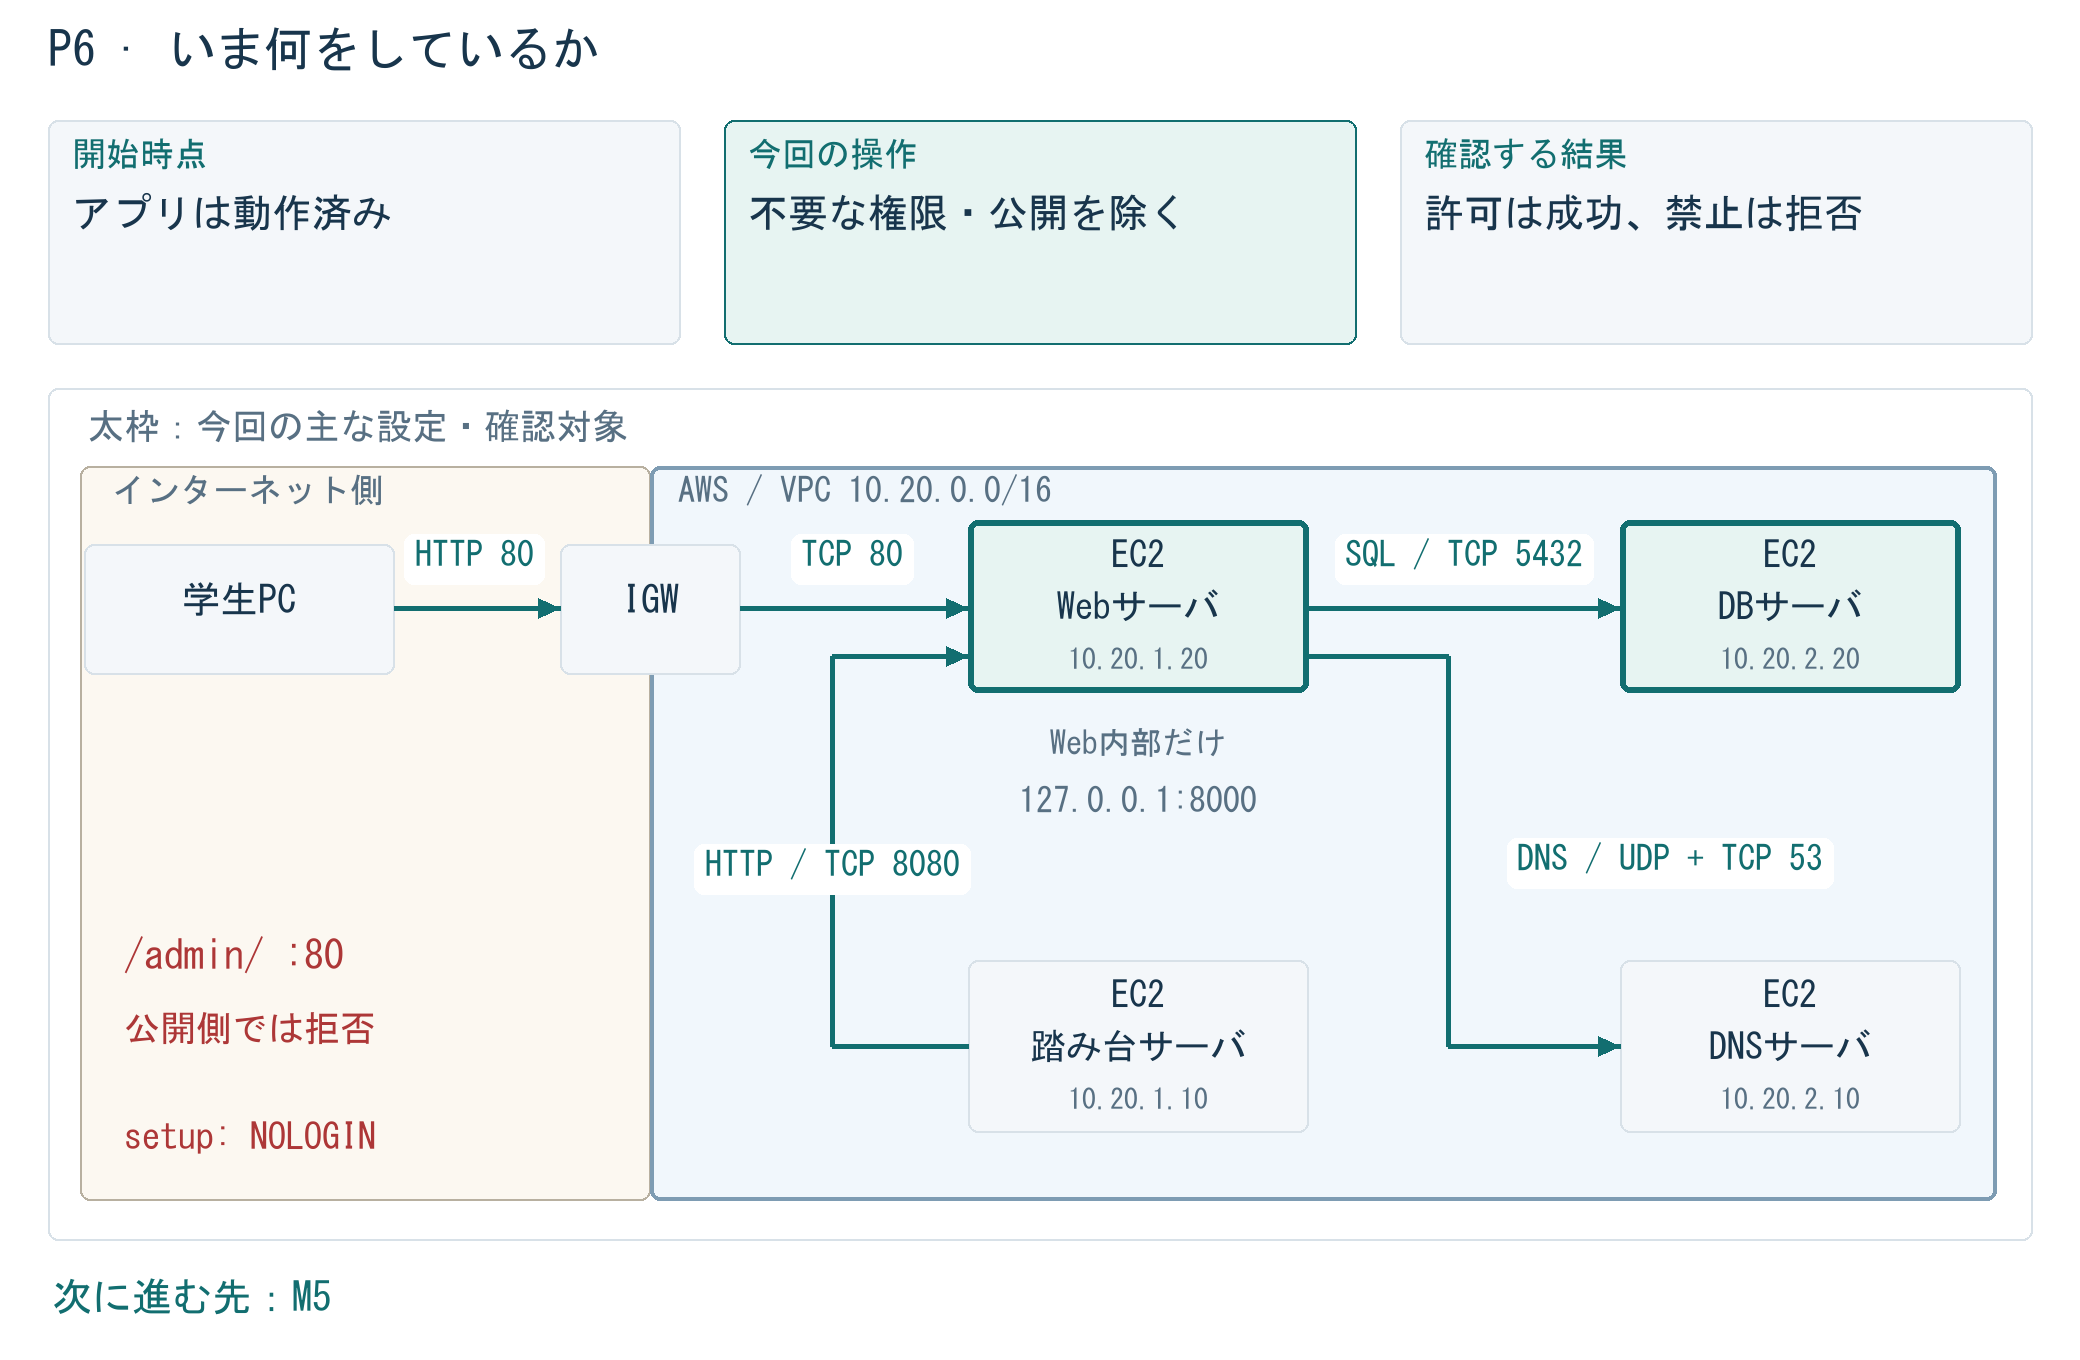 P6 · いま何をしているか
開始時点
アプリは動作済み
今回の操作
不要な権限・公開を除く
確認する結果
許可は成功、禁止は拒否
太枠：今回の主な設定・確認対象
インターネット側
AWS / VPC 10.20.0.0/16
学生PC
HTTP 80
IGW
TCP 80
EC2
Webサーバ
10.20.1.20
SQL / TCP 5432
EC2
DBサーバ
10.20.2.20
Web内部だけ
127.0.0.1:8000
HTTP / TCP 8080
DNS / UDP + TCP 53
/admin/ :80
公開側では拒否
setup: NOLOGIN
EC2
踏み台サーバ
10.20.1.10
EC2
DNSサーバ
10.20.2.10
次に進む先：M5